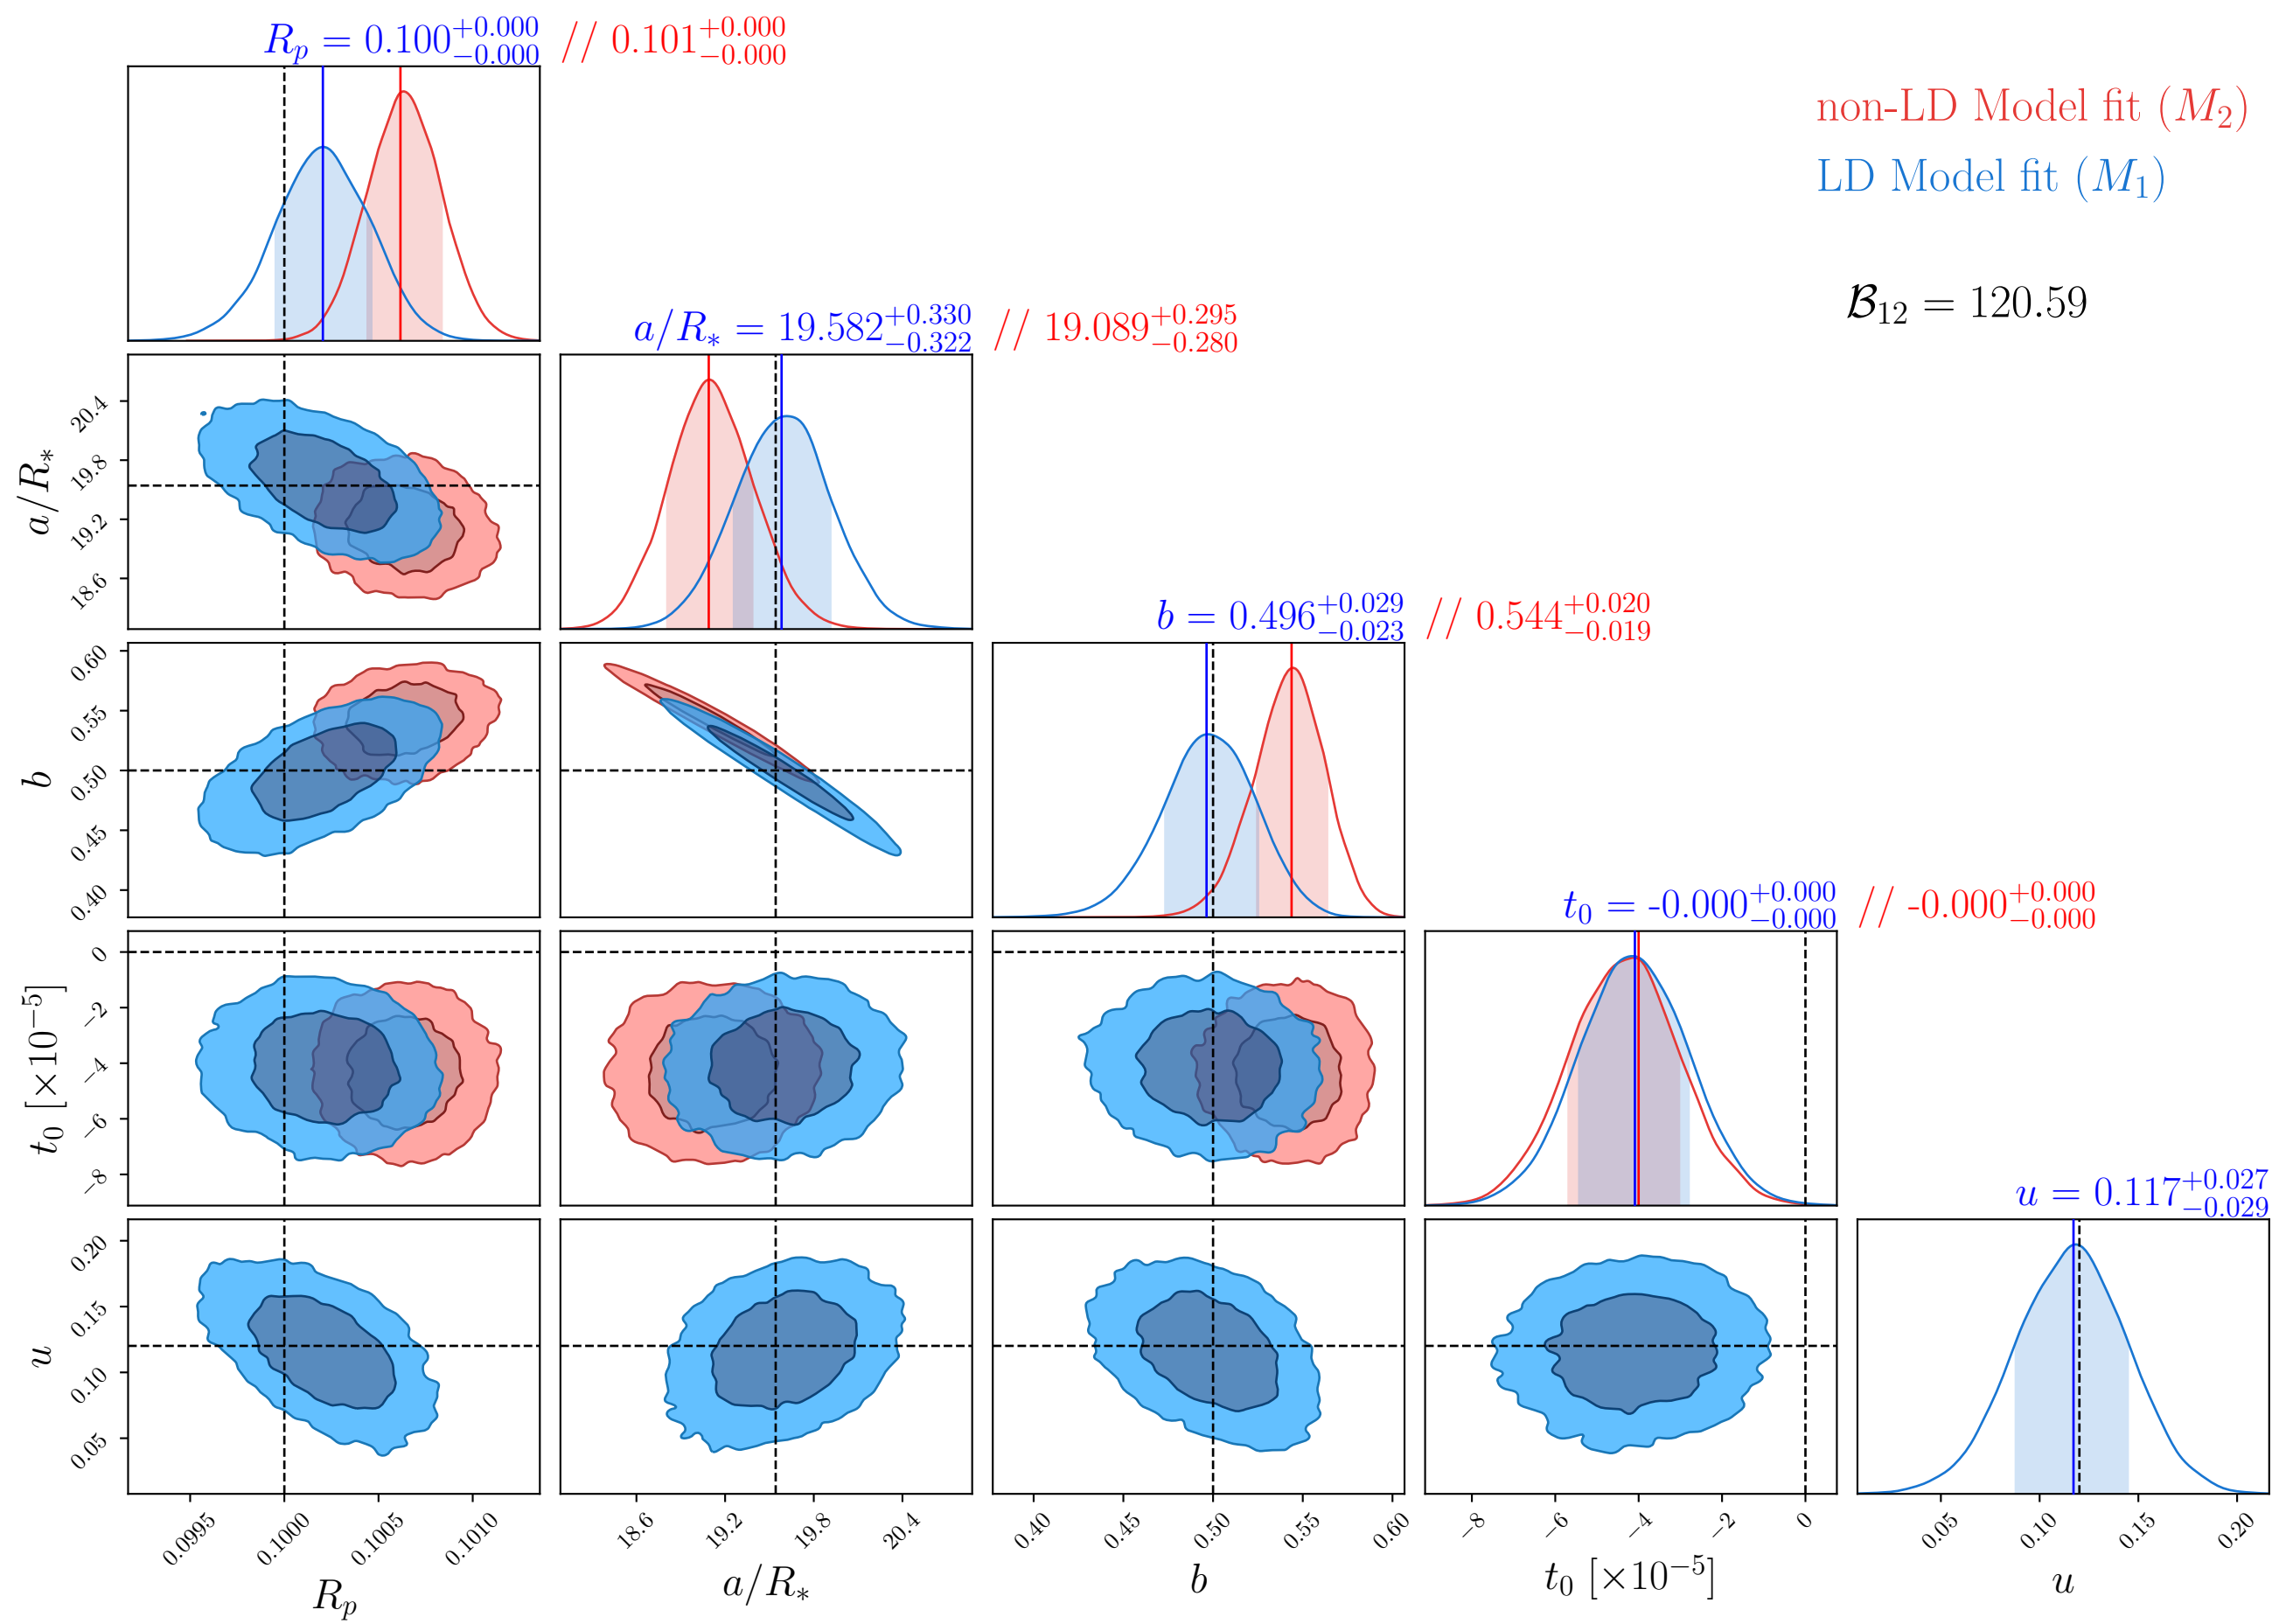 R_p = 0.100^{+0.000}_{−0.000} // 0.101^{+0.000}_{−0.000}
non-LD Model fit (M_2)
LD Model fit (M_1)
ℬ_{12} = 120.59
a/R_* = 19.582^{+0.330}_{−0.322} // 19.089^{+0.295}_{−0.280}
20.4
19.8
19.2
18.6
a/R_*
b = 0.496^{+0.029}_{−0.023} // 0.544^{+0.020}_{−0.019}
0.60
0.55
0.50
0.45
0.40
b
t_0 = -0.000^{+0.000}_{−0.000} // -0.000^{+0.000}_{−0.000}
0
−2
−4
−6
−8
t_0 [×10^{−5}]
u = 0.117^{+0.027}_{−0.029}
0.20
0.15
0.10
0.05
u
0.0995 0.1000 0.1005 0.1010
18.6 19.2 19.8 20.4
0.40 0.45 0.50 0.55 0.60
−8 −6 −4 −2 0
0.05 0.10 0.15 0.20
R_p
a/R_*
b
t_0 [×10^{−5}]
u